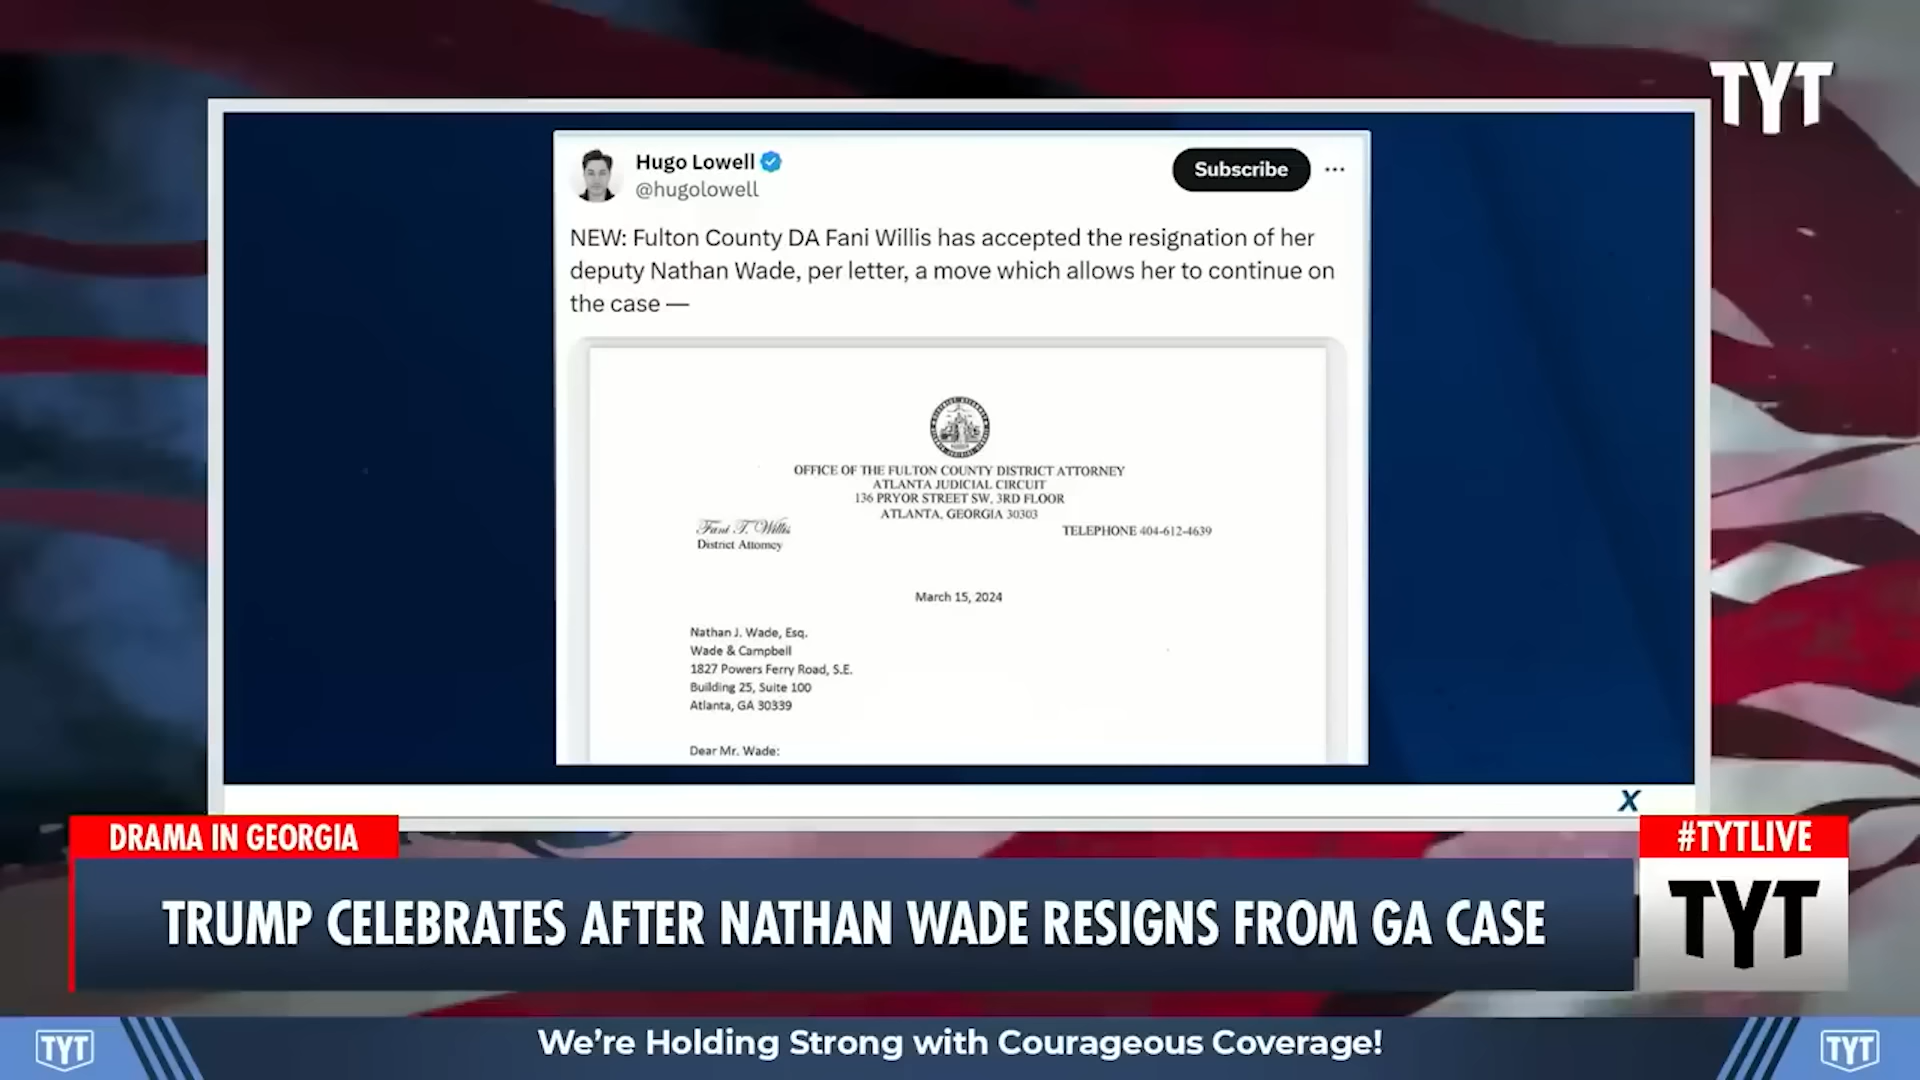 TYT
Hugo Lowell
@hugolowell
Subscribe
NEW: Fulton County DA Fani Willis has accepted the resignation of her
deputy Nathan Wade, per letter, a move which allows her to continue on
the case —
OFFICE OF THE FULTON COUNTY DISTRICT ATTORNEY
ATLANTA JUDICIAL CIRCUIT
136 PRYOR STREET SW, 3RD FLOOR
ATLANTA, GEORGIA 30303
Fani T. Willis
District Attorney
TELEPHONE 404-612-4639
March 15, 2024
Nathan J. Wade, Esq.
Wade & Campbell
1827 Powers Ferry Road, S.E.
Building 25, Suite 100
Atlanta, GA 30339
Dear Mr. Wade:
X
DRAMA IN GEORGIA
TRUMP CELEBRATES AFTER NATHAN WADE RESIGNS FROM GA CASE
#TYTLIVE
TYT
TYT
We're Holding Strong with Courageous Coverage!
TYT